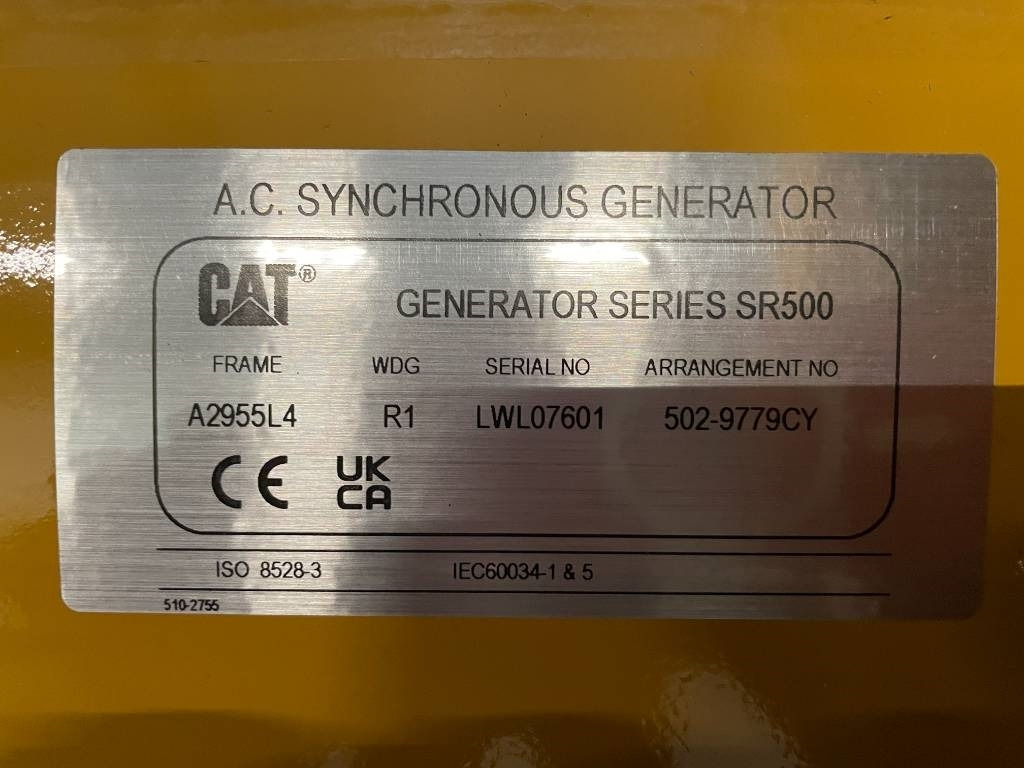 A.C. SYNCHRONOUS GENERATOR
CAT®
GENERATOR SERIES SR500
FRAME WDG SERIAL NO ARRANGEMENT NO
A2955L4 R1 LWL07601 502-9779CY
CE UK
CA
ISO 8528-3 IEC60034-1 & 5
510-2755